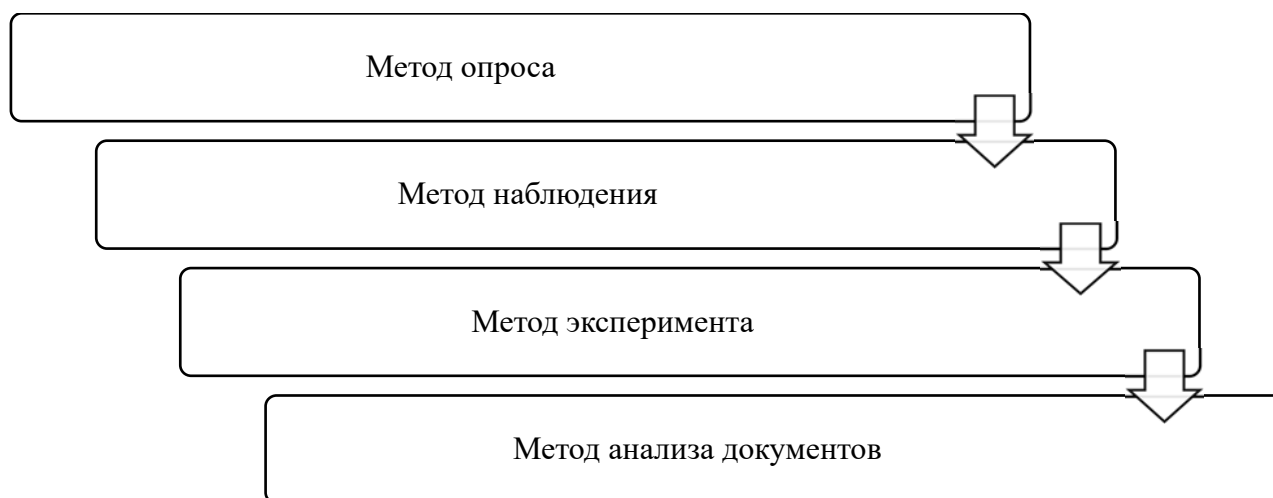 Метод опроса
Метод наблюдения
Метод эксперимента
Метод анализа документов